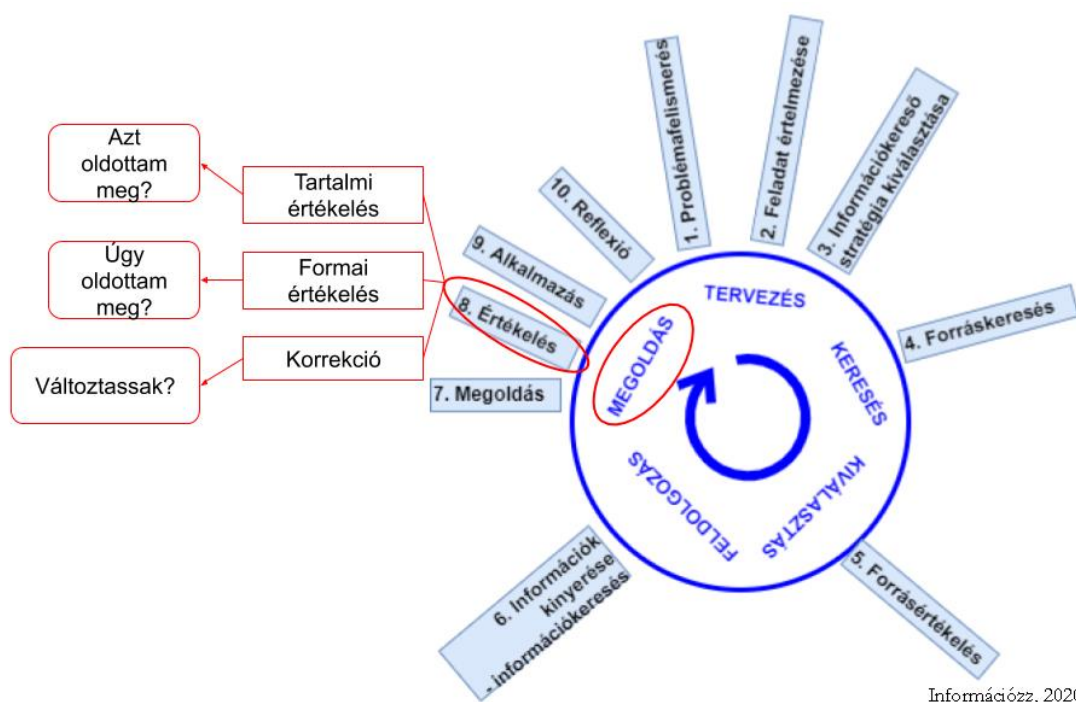 Azt
oldottam
meg?
Úgy
oldottam
meg?
Változtassak?
Tartalmi
értékelés
Formai
értékelés
Korrekció
1. Problémafelismerés
2. Feladat értelmezése
3. Információkereső
stratégia kiválasztása
4. Forráskeresés
5. Forrásértékelés
6. Információk
kinyerése
- információkeresés
7. Megoldás
8. Értékelés
9. Alkalmazás
10. Reflexió
TERVEZÉS
KERESÉS
KIVÁLASZTÁS
FELDOLGOZÁS
MEGOLDÁS
Információzz, 2020